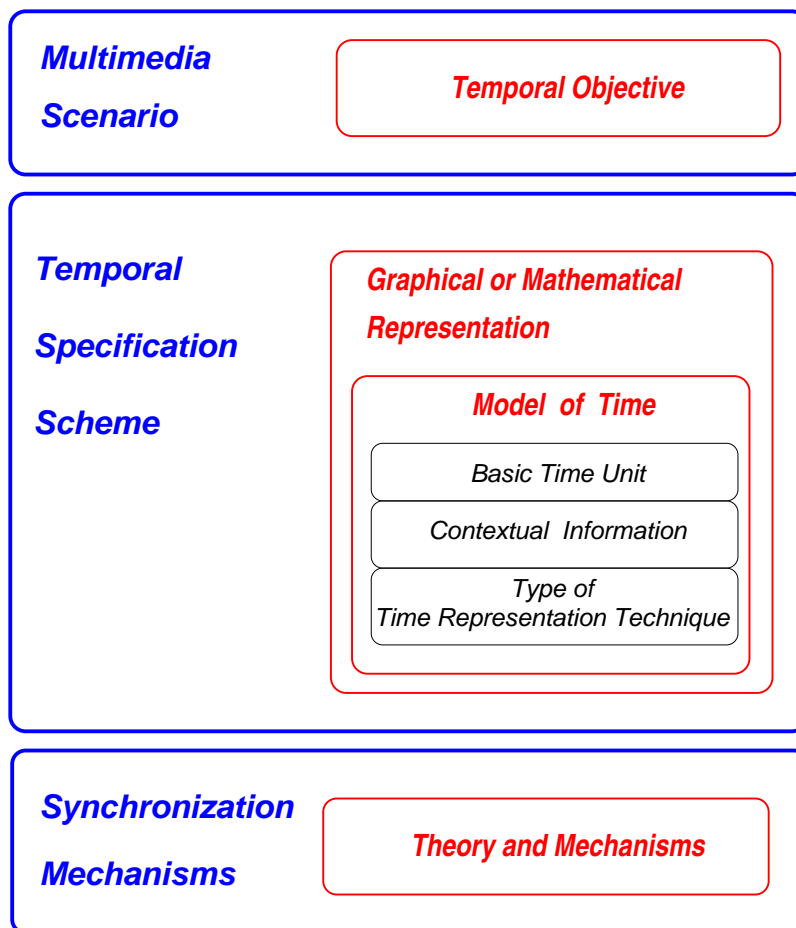 Multimedia
Scenario
Temporal Objective
Temporal
Specification
Scheme
Graphical or Mathematical
Representation
Model of Time
Basic Time Unit
Contextual Information
Type of
Time Representation Technique
Synchronization
Mechanisms
Theory and Mechanisms